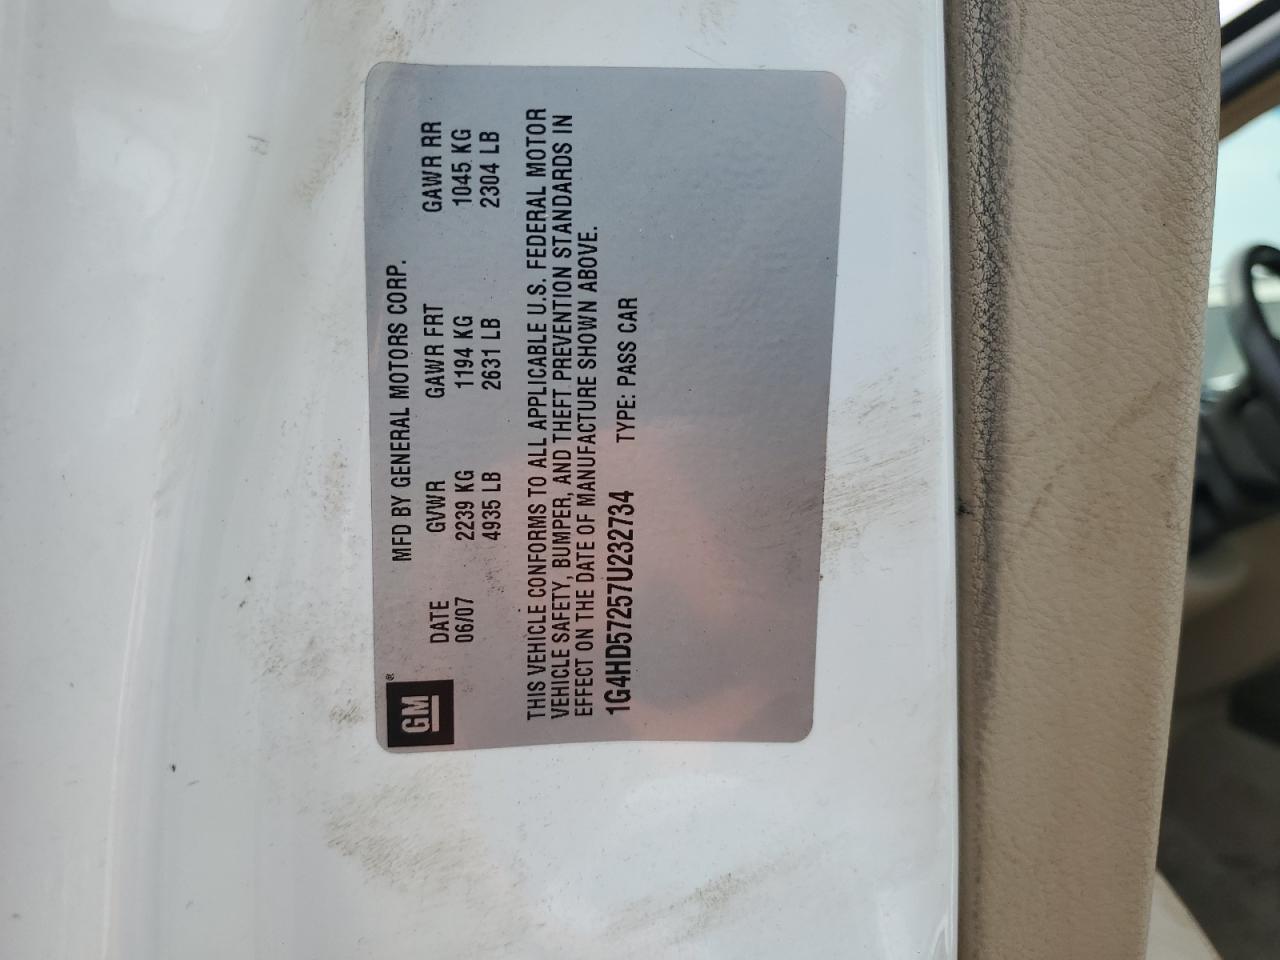 GM®
MFD BY GENERAL MOTORS CORP.
DATE GVWR GAWR FRT GAWR RR
06/07 2239 KG 1194 KG 1045 KG
4935 LB 2631 LB 2304 LB
THIS VEHICLE CONFORMS TO ALL APPLICABLE U.S. FEDERAL MOTOR
VEHICLE SAFETY, BUMPER, AND THEFT PREVENTION STANDARDS IN
EFFECT ON THE DATE OF MANUFACTURE SHOWN ABOVE.
1G4HD57257U232734 TYPE: PASS CAR